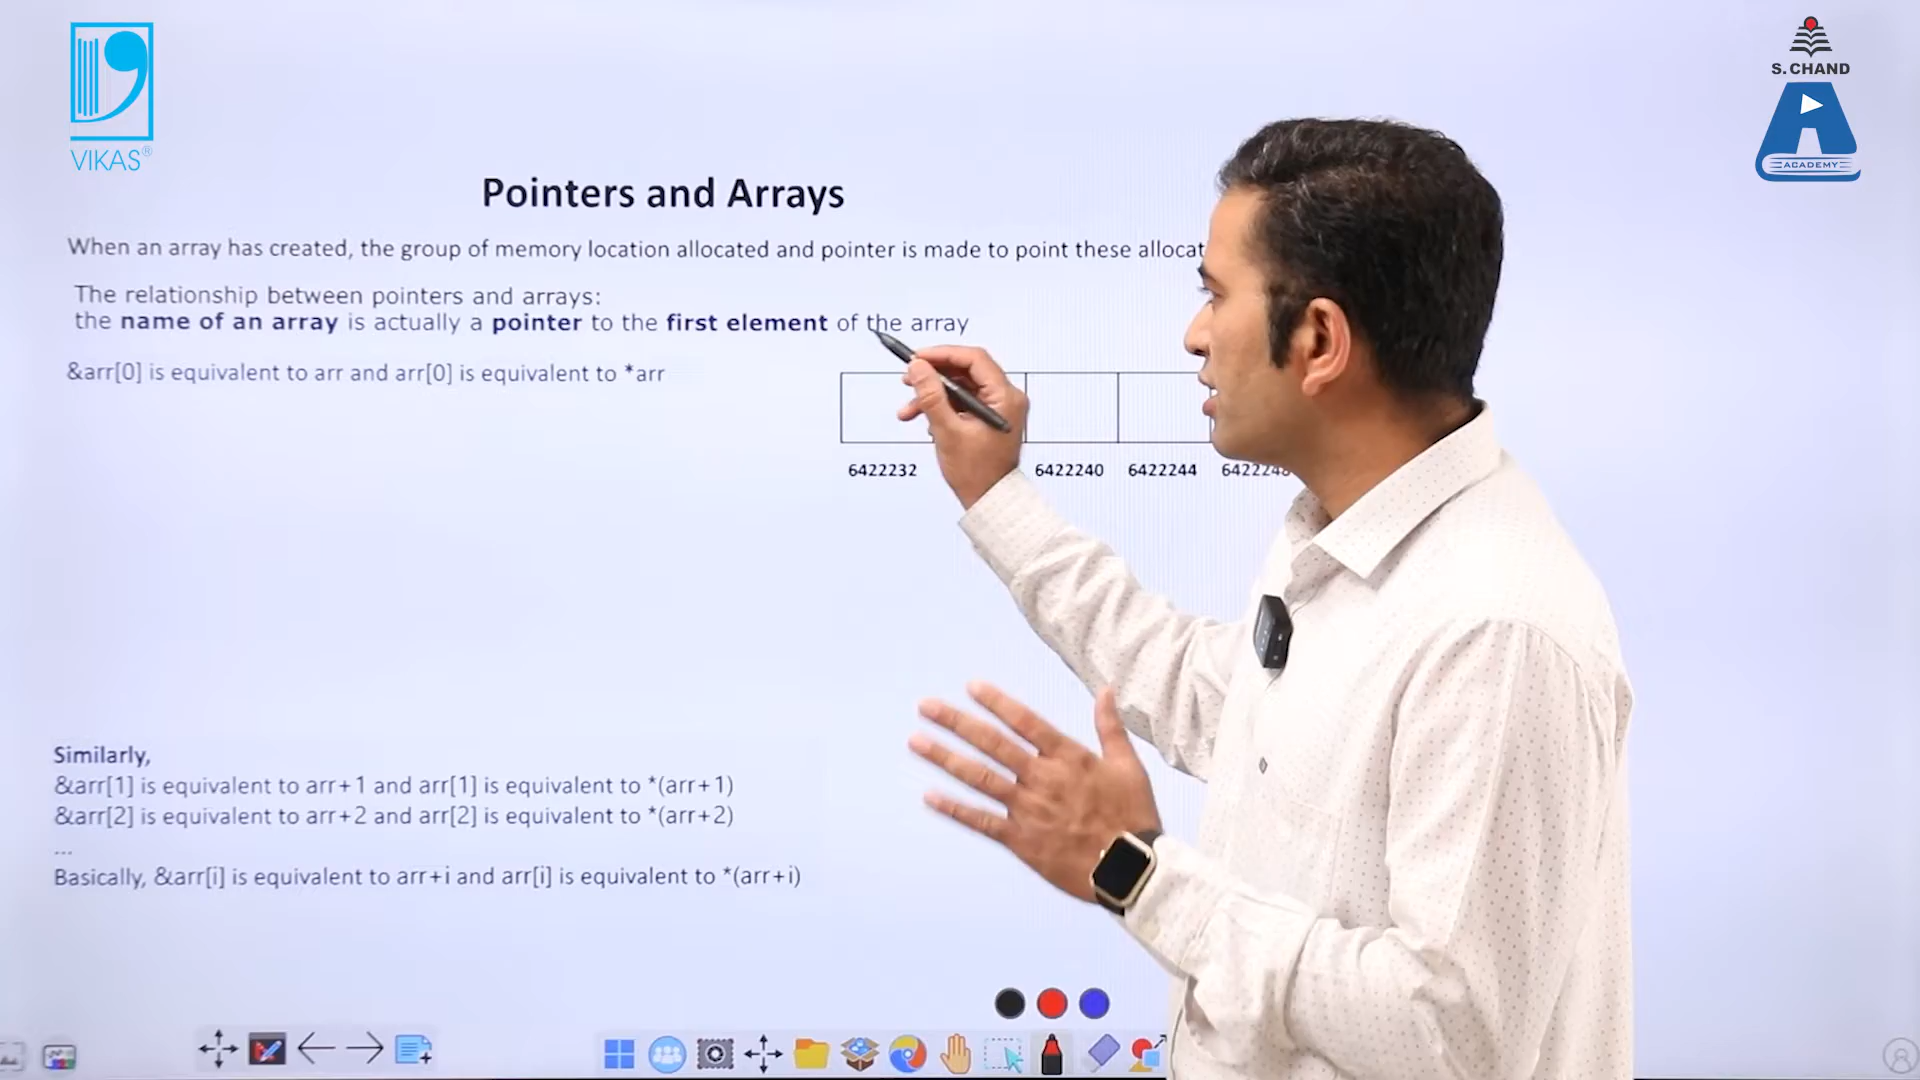 VIKAS®
S. CHAND
ACADEMY
Pointers and Arrays
When an array has created, the group of memory location allocated and pointer is made to point these
The relationship between pointers and arrays:
the name of an array is actually a pointer to the first element of the array
&arr[0] is equivalent to arr and arr[0] is equivalent to *arr
6422232 6422240 6422244
Similarly,
&arr[1] is equivalent to arr+1 and arr[1] is equivalent to *(arr+1)
&arr[2] is equivalent to arr+2 and arr[2] is equivalent to *(arr+2)
...
Basically, &arr[i] is equivalent to arr+i and arr[i] is equivalent to *(arr+i)